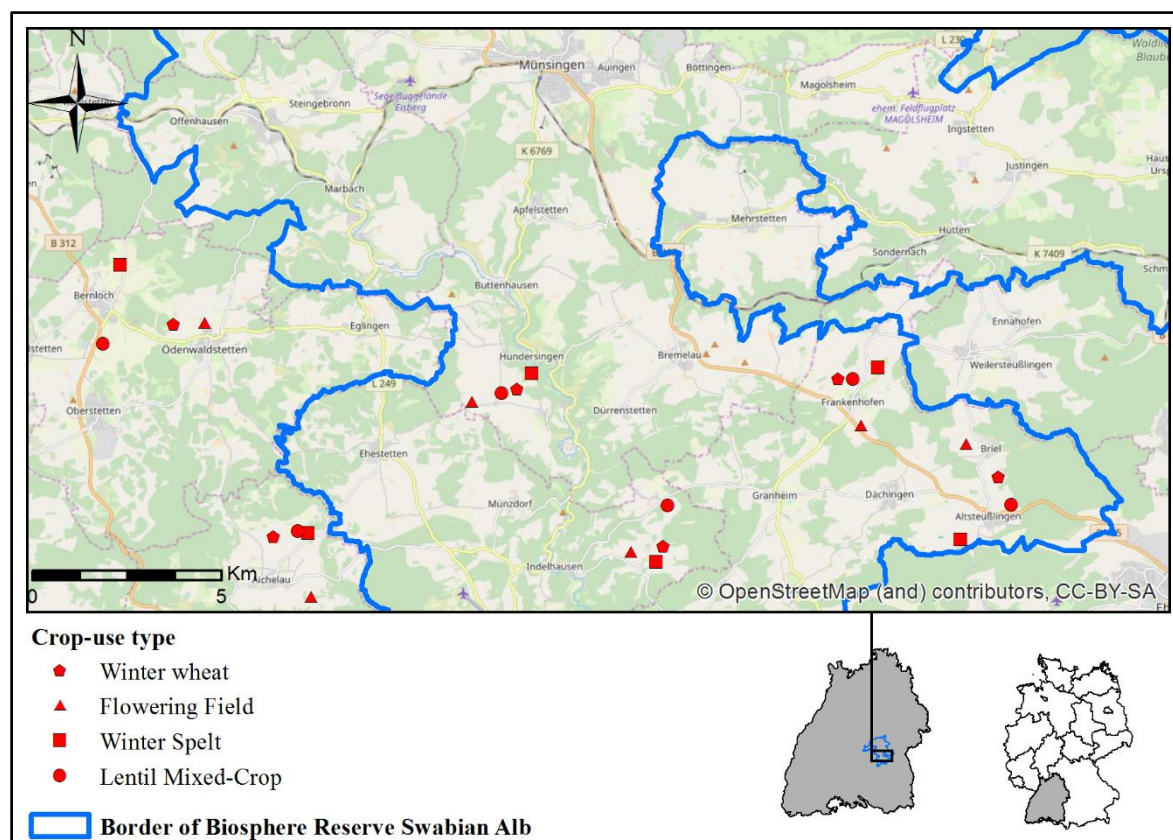 N
L 230
Münsingen
Auingen
Böttingen
Magolsheim
Steingebronn
Segelfluggelände
Eisberg
ehem. Feldflugplatz
MAGOLSHEIM
Offenhausen
Ingstetten
K 6769
Justingen
Marbach
Apfelstetten
Mehrstetten
Hütten
B 312
Sondernach
K 7409
Buttenhausen
Bernloch
Eglingen
Ennahofen
Ödenwaldstetten
Hundersingen
Bremelau
Weilersteußlingen
L 249
Oberstetten
Dürrenstetten
Frankenhofen
Ehestetten
Briel
Münzdorf
Granheim
Dächingen
Altsteußlingen
Indelhausen
Km
0 5
© OpenStreetMap (and) contributors, CC-BY-SA
Crop-use type
Winter wheat
Flowering Field
Winter Spelt
Lentil Mixed-Crop
Border of Biosphere Reserve Swabian Alb